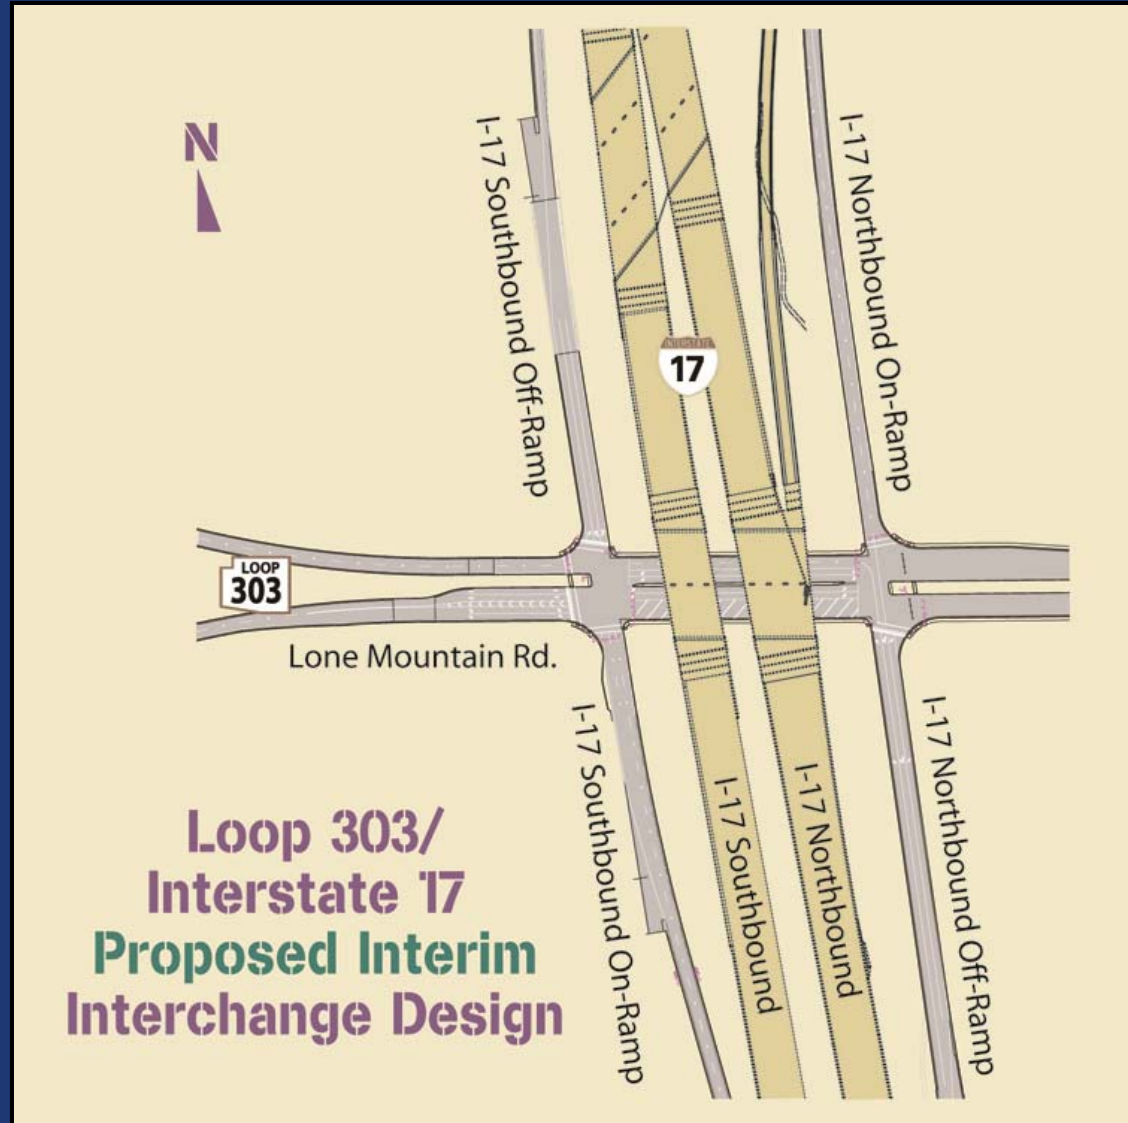 N
I-17 Southbound Off-Ramp
I-17 Northbound On-Ramp
17
LOOP
303
Lone Mountain Rd.
I-17 Southbound On-Ramp
I-17 Southbound
I-17 Northbound
I-17 Northbound Off-Ramp
Loop 303/
Interstate 17
Proposed Interim
Interchange Design